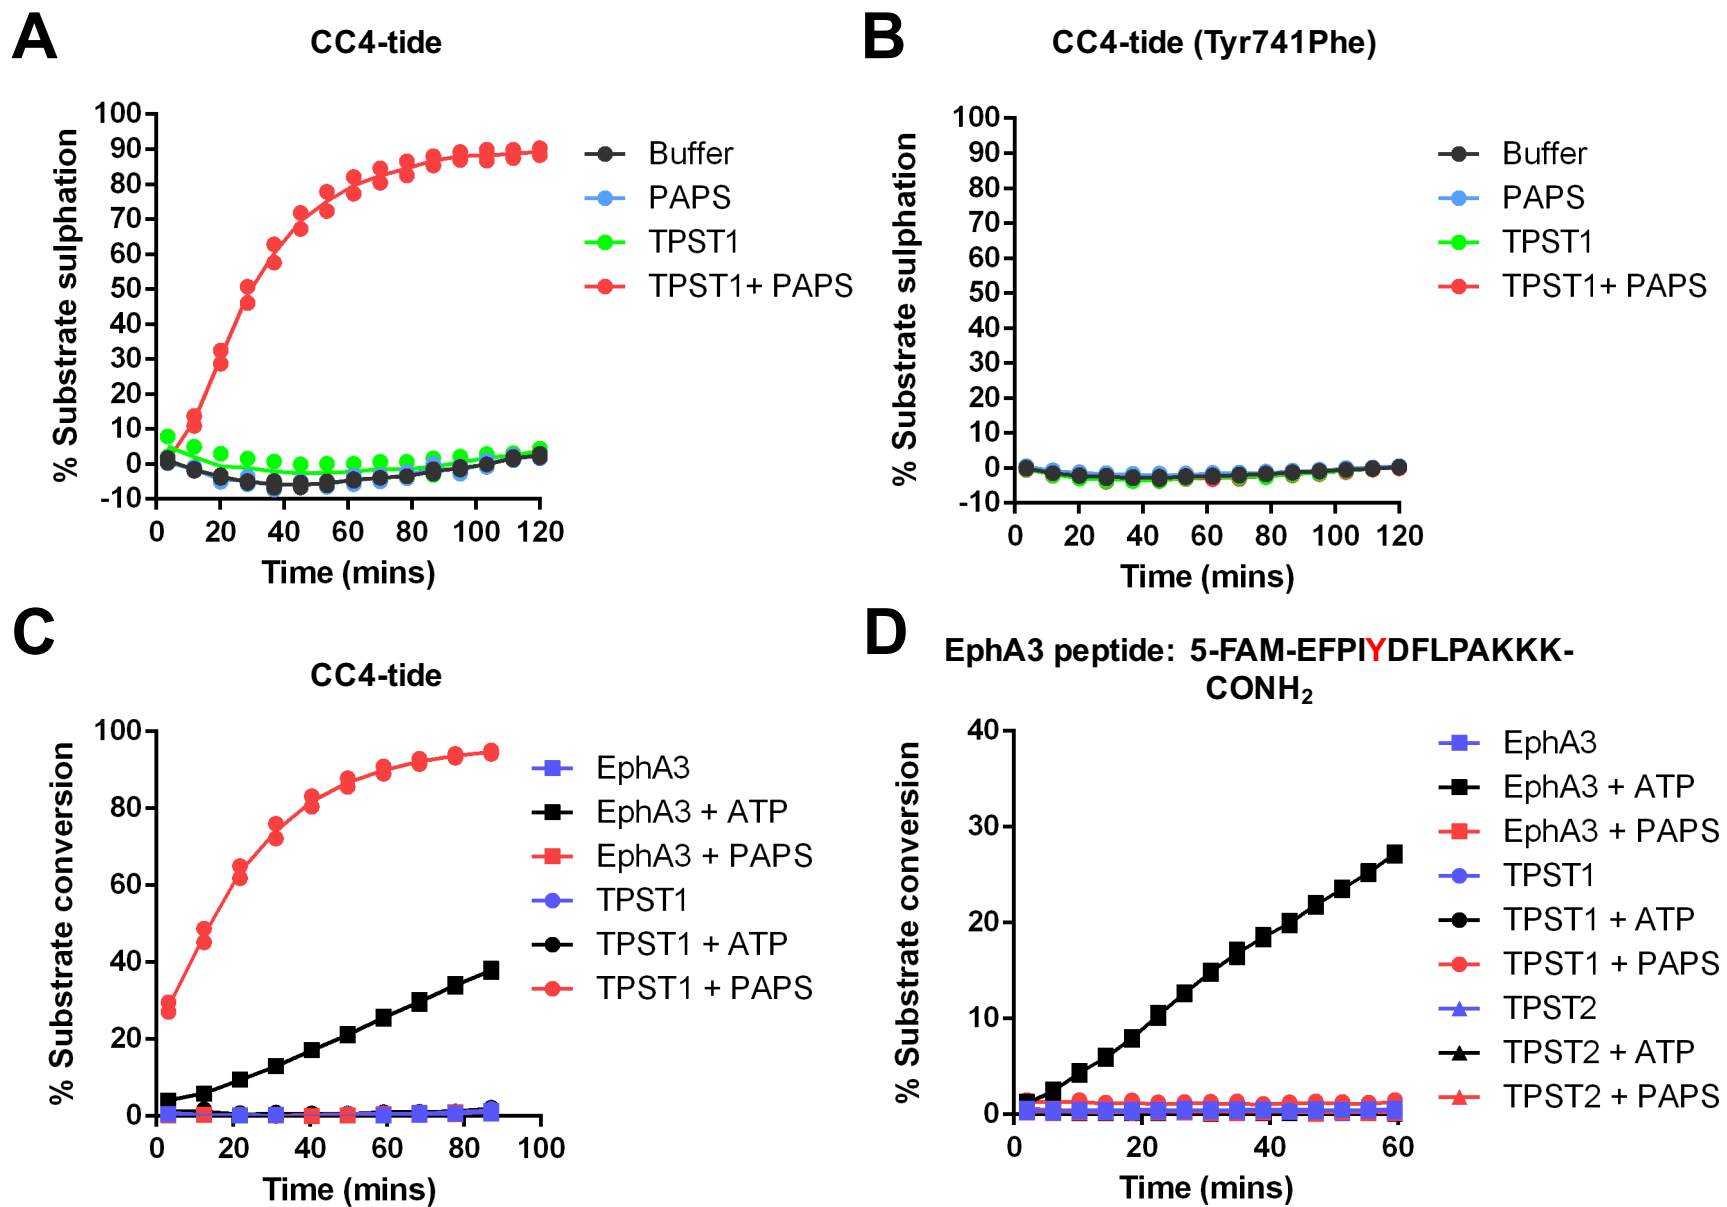 A
CC4-tide
% Substrate sulphation
100
90
80
70
60
50
40
30
20
10
0
-10
0 20 40 60 80 100 120
Time (mins)
Buffer
PAPS
TPST1
TPST1+ PAPS
B
CC4-tide (Tyr741Phe)
% Substrate sulphation
100
90
80
70
60
50
40
30
20
10
0
-10
0 20 40 60 80 100 120
Time (mins)
Buffer
PAPS
TPST1
TPST1+ PAPS
C
CC4-tide
% Substrate conversion
100
80
60
40
20
0
0 20 40 60 80 100
Time (mins)
EphA3
EphA3 + ATP
EphA3 + PAPS
TPST1
TPST1 + ATP
TPST1 + PAPS
D
EphA3 peptide: 5-FAM-EFPIYDFLPAKKK-
CONH₂
% Substrate conversion
40
30
20
10
0
0 20 40 60
Time (mins)
EphA3
EphA3 + ATP
EphA3 + PAPS
TPST1
TPST1 + ATP
TPST1 + PAPS
TPST2
TPST2 + ATP
TPST2 + PAPS